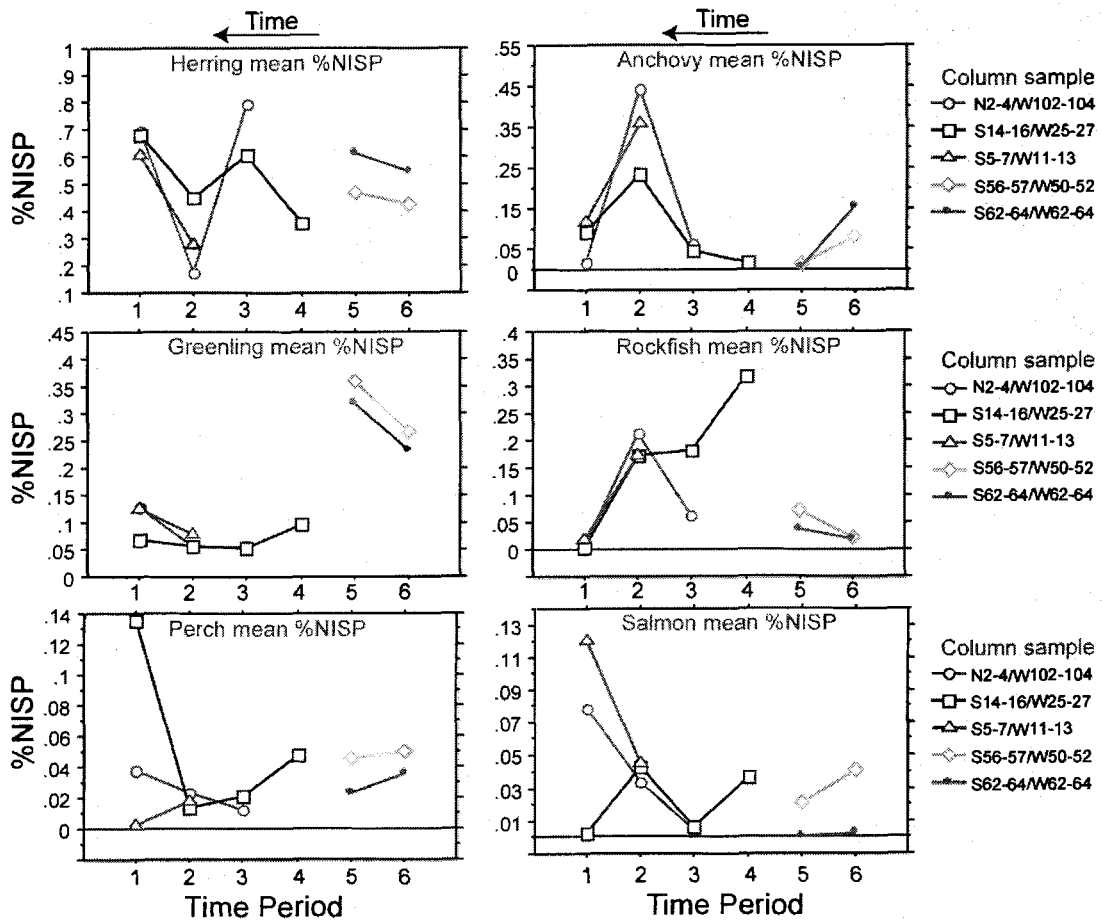 Time
Time
Herring mean %NISP
Anchovy mean %NISP
%NISP
1
.9
.8
.7
.6
.5
.4
.3
.2
.1
1 2 3 4 5 6
.55
.45
.35
.25
.15
.05
0
1 2 3 4 5 6
Column sample
N2-4/W102-104
S14-16/W25-27
S5-7/W11-13
S56-57/W50-52
S62-64/W62-64
Greenling mean %NISP
Rockfish mean %NISP
%NISP
.45
.4
.35
.3
.25
.2
.15
.1
.05
0
1 2 3 4 5 6
.4
.35
.3
.25
.2
.15
.1
.05
0
1 2 3 4 5 6
Column sample
N2-4/W102-104
S14-16/W25-27
S5-7/W11-13
S56-57/W50-52
S62-64/W62-64
Perch mean %NISP
Salmon mean %NISP
%NISP
.14
.12
.1
.08
.06
.04
.02
0
1 2 3 4 5 6
Time Period
.13
.11
.09
.07
.05
.03
.01
1 2 3 4 5 6
Time Period
Column sample
N2-4/W102-104
S14-16/W25-27
S5-7/W11-13
S56-57/W50-52
S62-64/W62-64